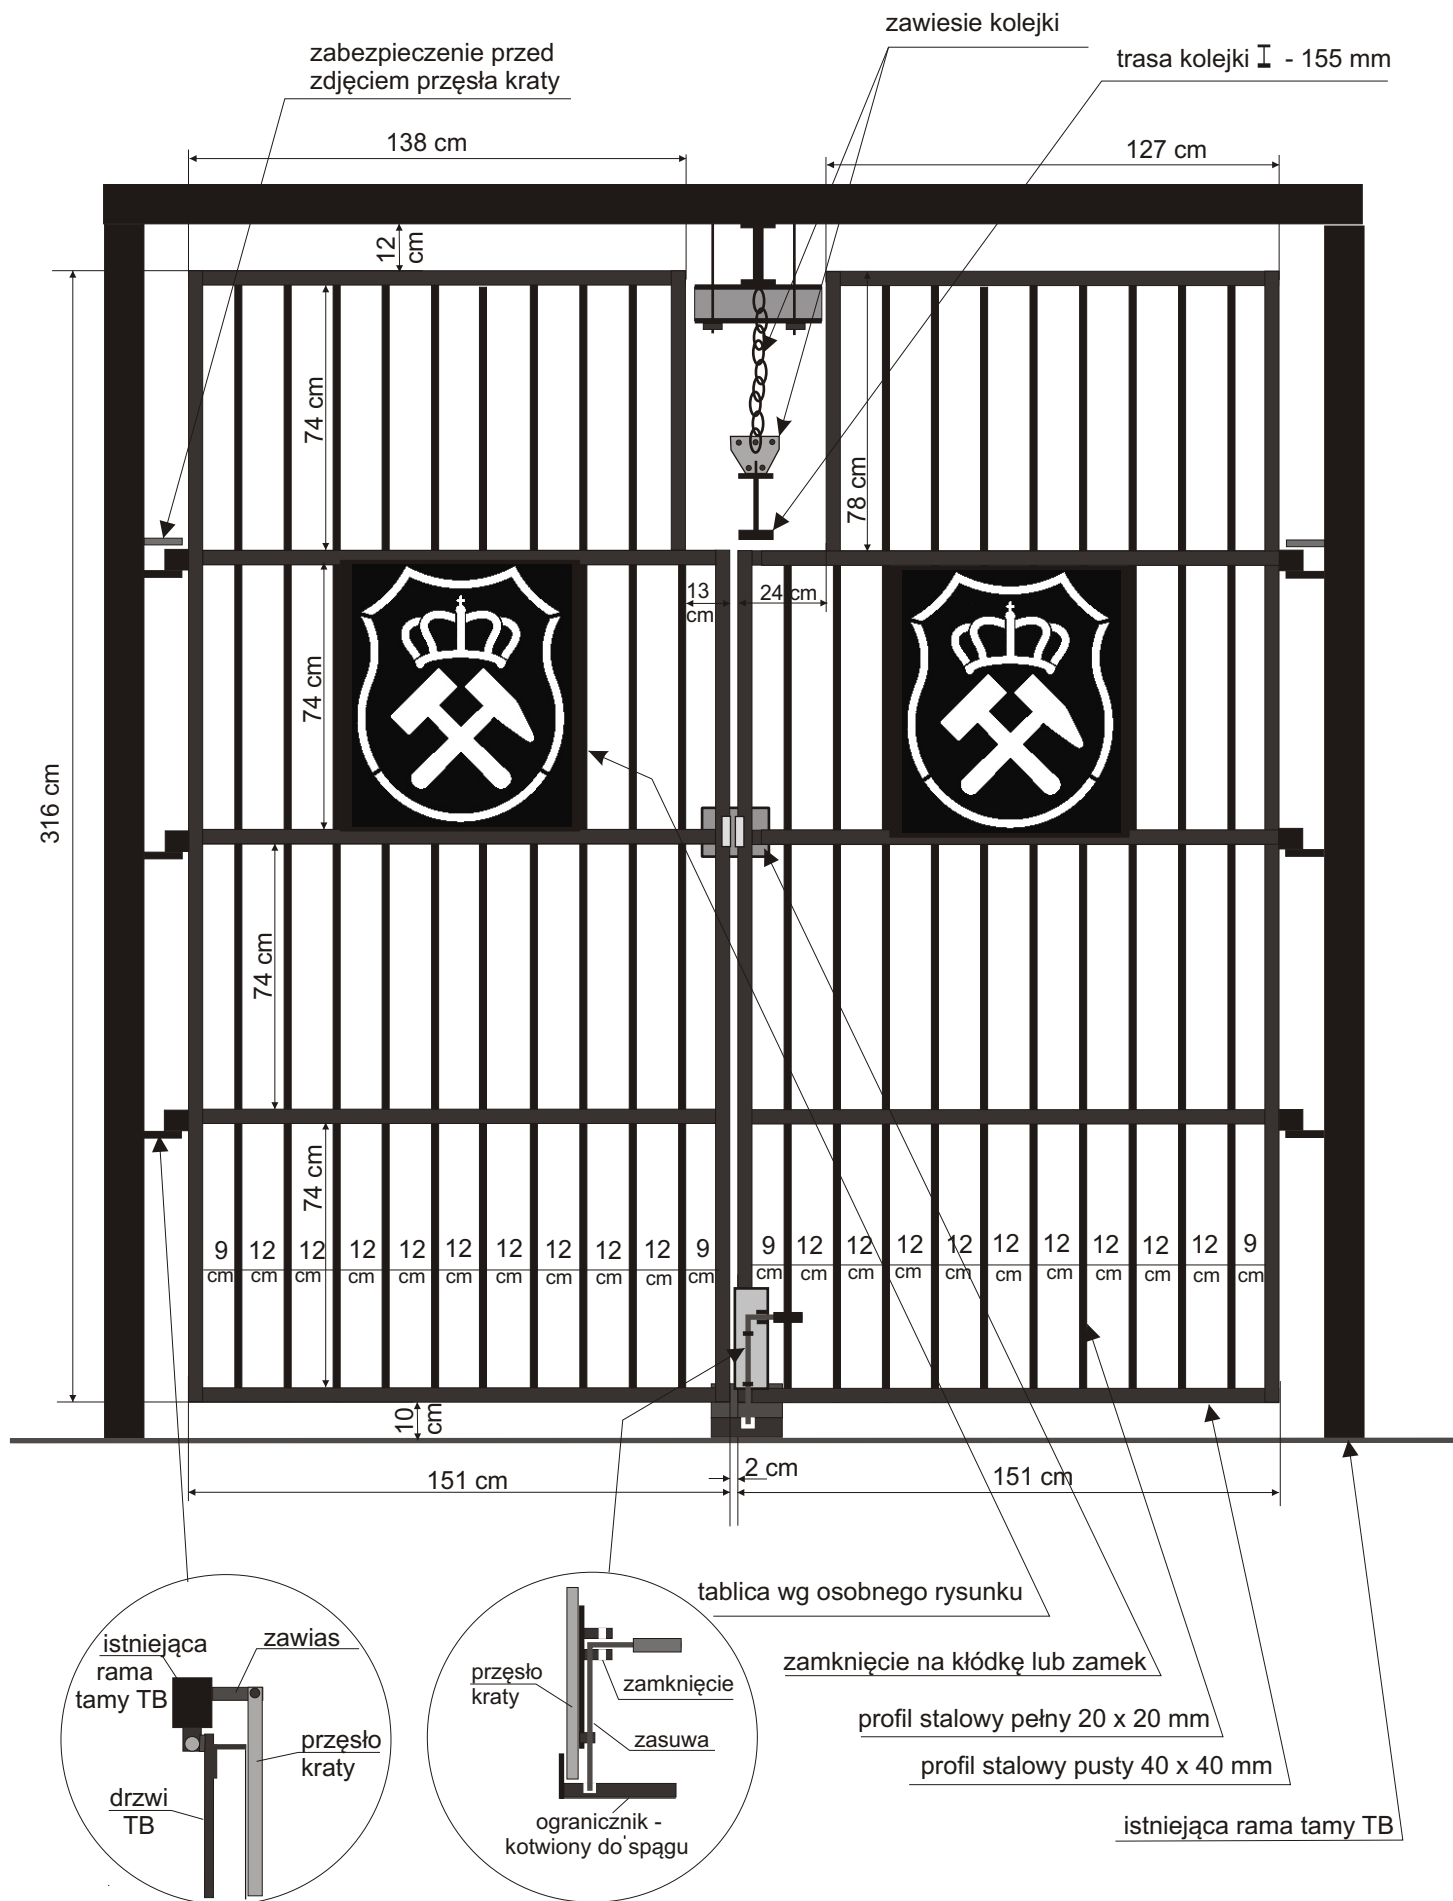 zawiesie kolejki
zabezpieczenie przed
zdjęciem przęsła kraty
trasa kolejki I - 155 mm
138 cm
127 cm
12 cm
74 cm
78 cm
13 cm
24 cm
74 cm
316 cm
74 cm
74 cm
9 12 12 12 12 12 12 12 12 12 9 9 12 12 12 12 12 12 12 12 12 9
cm cm cm cm cm cm cm cm cm cm cm cm cm cm cm cm cm cm cm cm cm cm
10 cm
2 cm
151 cm
151 cm
tablica wg osobnego rysunku
zamknięcie na kłódkę lub zamek
profil stalowy pełny 20 x 20 mm
profil stalowy pusty 40 x 40 mm
istniejąca rama tamy TB
istniejąca
rama
tamy TB
zawias
przęsło
kraty
drzwi
TB
przęsło
kraty
zamknięcie
zasuwa
ogranicznik -
kotwiony do spągu